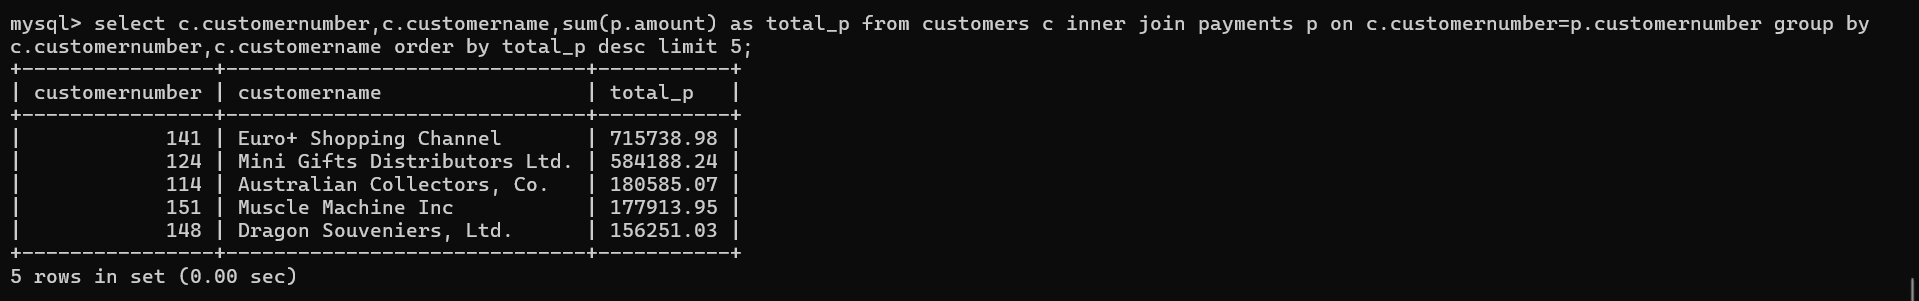 mysql> select c.customernumber,c.customername,sum(p.amount) as total_p from customers c inner join payments p on c.customernumber=p.customernumber group by
c.customernumber,c.customername order by total_p desc limit 5;
+----------------+------------------------------+-----------+
| customernumber | customername                 | total_p   |
+----------------+------------------------------+-----------+
|            141 | Euro+ Shopping Channel       | 715738.98 |
|            124 | Mini Gifts Distributors Ltd. | 584188.24 |
|            114 | Australian Collectors, Co.   | 180585.07 |
|            151 | Muscle Machine Inc           | 177913.95 |
|            148 | Dragon Souveniers, Ltd.      | 156251.03 |
+----------------+------------------------------+-----------+
5 rows in set (0.00 sec)